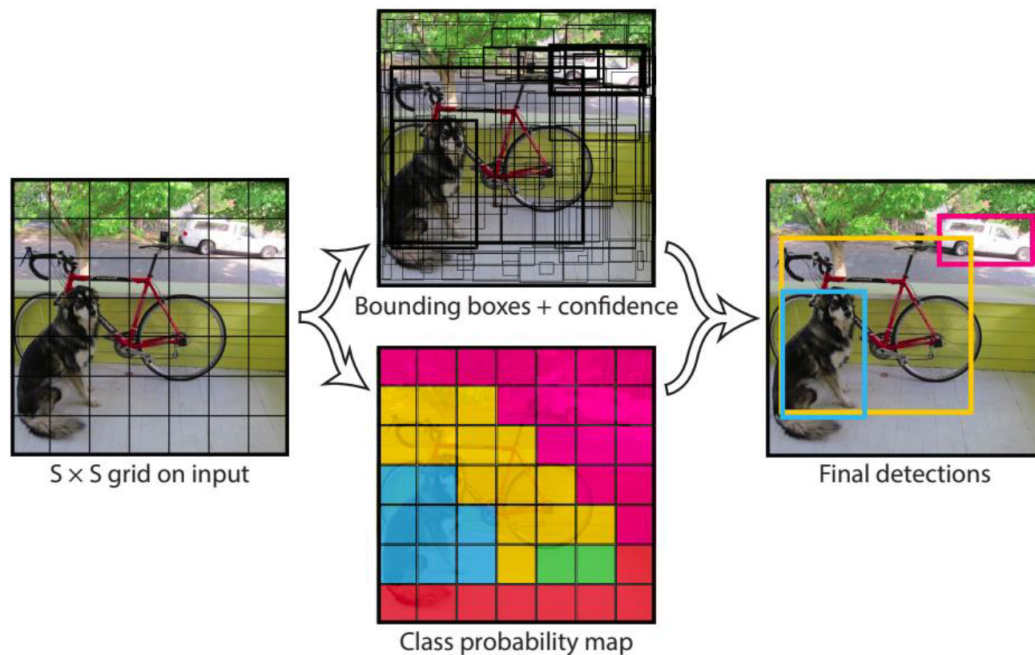 S × S grid on input
Bounding boxes + confidence
Class probability map
Final detections